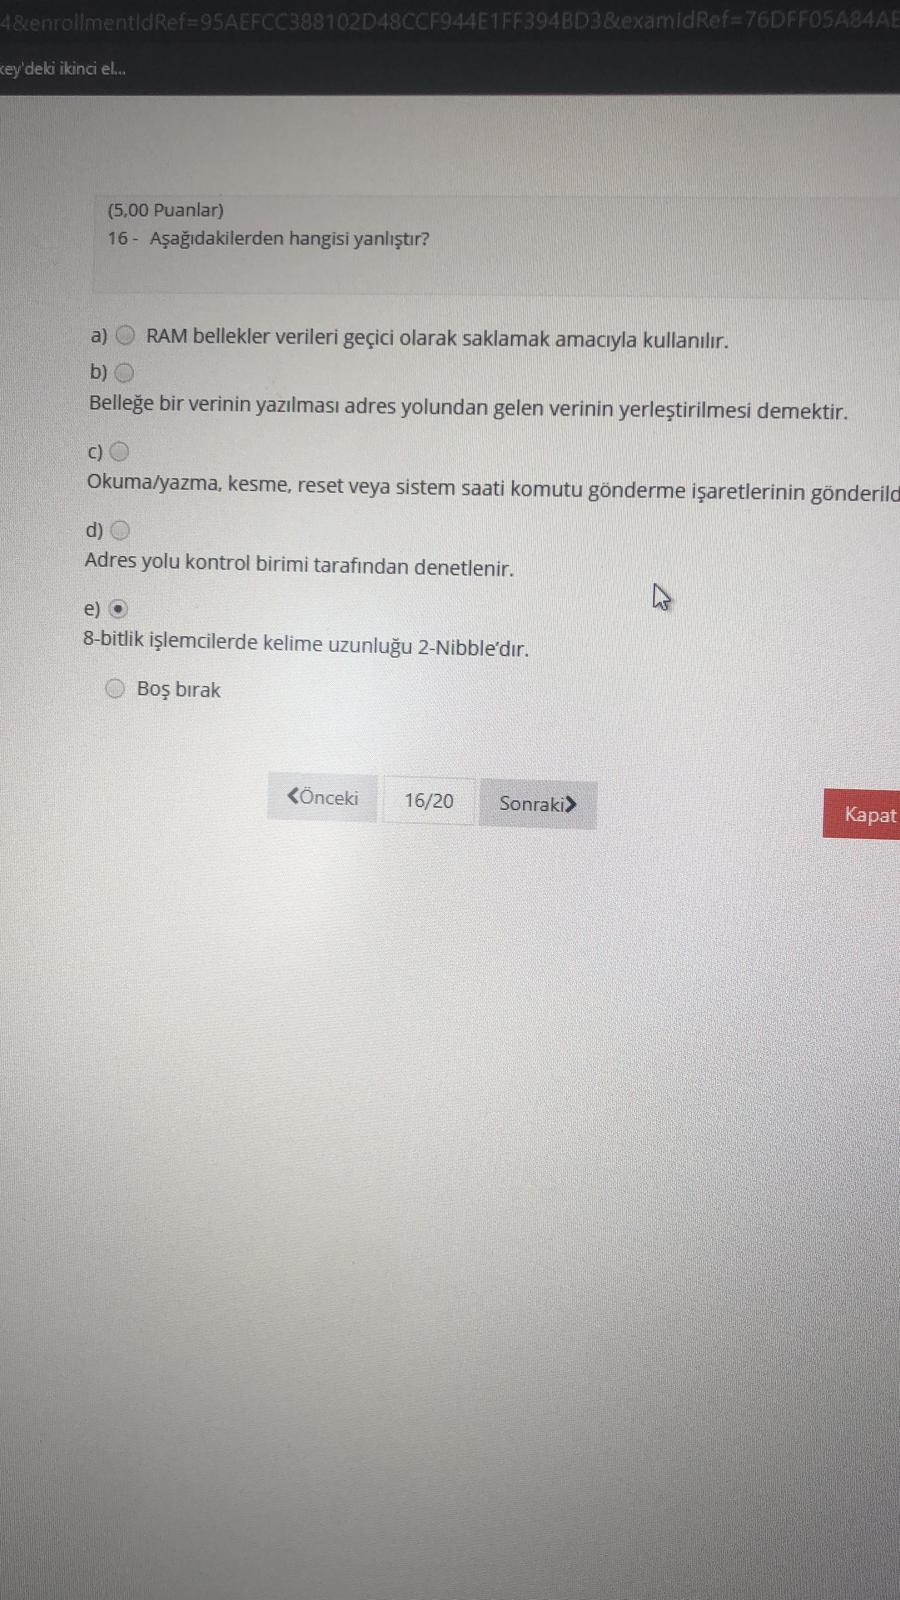 4&enrollmentIdRef=95AEFCC388102D48CCF944E1FF394BD3&examIdRef=76DFF05A84AE
key'deki ikinci el...
(5,00 Puanlar)
16 - Aşağıdakilerden hangisi yanlıştır?
a) RAM bellekler verileri geçici olarak saklamak amacıyla kullanılır.
b)
Belleğe bir verinin yazılması adres yolundan gelen verinin yerleştirilmesi demektir.
c)
Okuma/yazma, kesme, reset veya sistem saati komutu gönderme işaretlerinin gönderild
d)
Adres yolu kontrol birimi tarafından denetlenir.
e)
8-bitlik işlemcilerde kelime uzunluğu 2-Nibble’dır.
Boş bırak
Önceki 16/20 Sonraki
Kapat